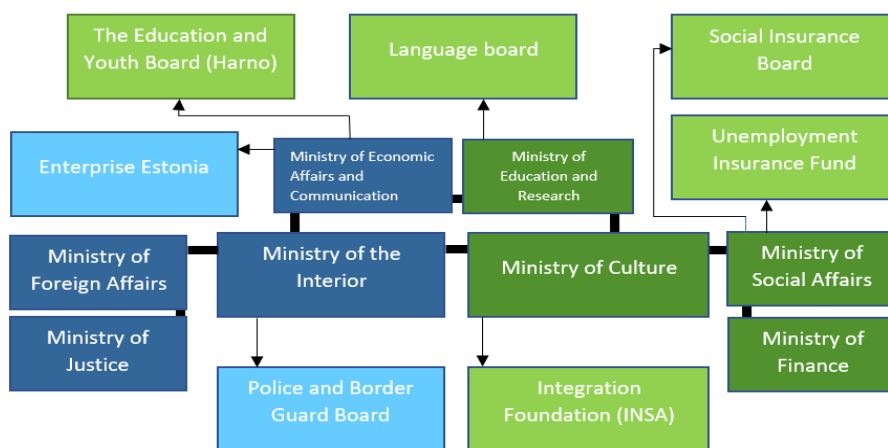 The Education and
Youth Board (Harno)
Language board
Social Insurance
Board
Enterprise Estonia
Ministry of Economic
Affairs and
Communication
Ministry of
Education and
Research
Unemployment
Insurance Fund
Ministry of
Foreign Affairs
Ministry of the
Interior
Ministry of Culture
Ministry of
Social Affairs
Ministry of
Justice
Ministry of
Finance
Police and Border
Guard Board
Integration
Foundation (INSA)